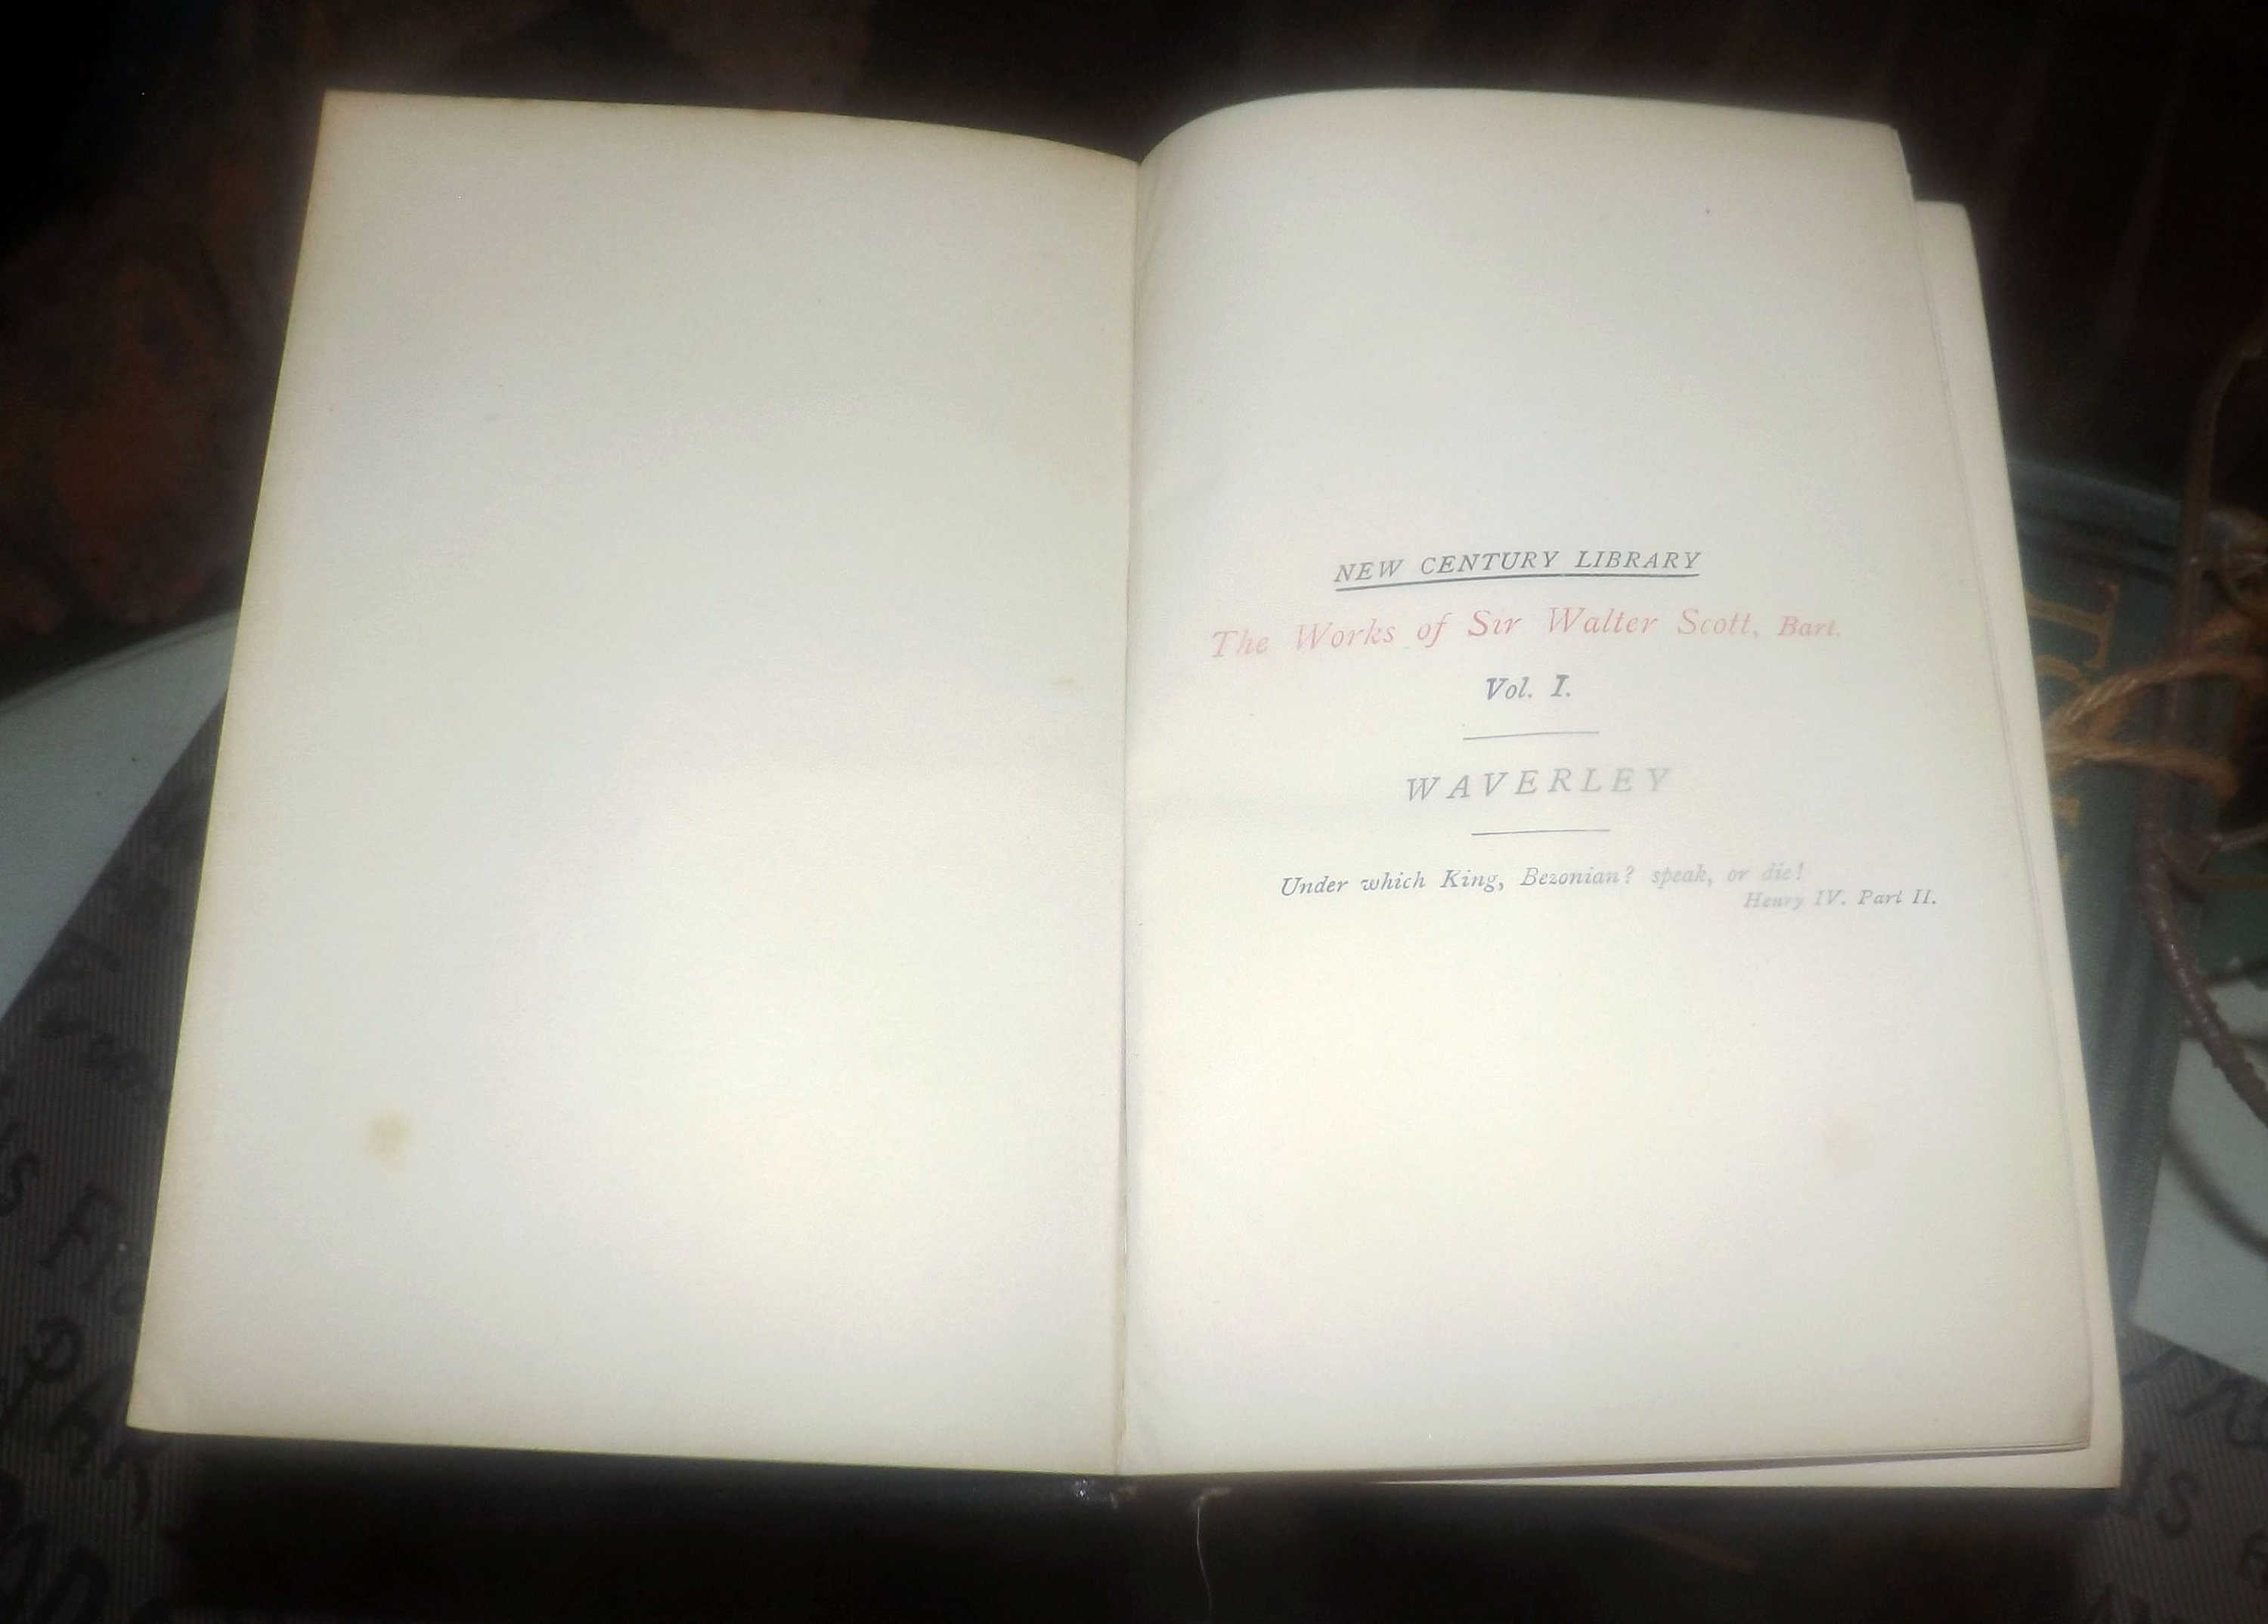 NEW CENTURY LIBRARY
The Works of Sir Walter Scott, Bart.
Vol. I.
WAVERLEY
Under which King, Bezonian? speak, or die!
Henry IV. Part II.